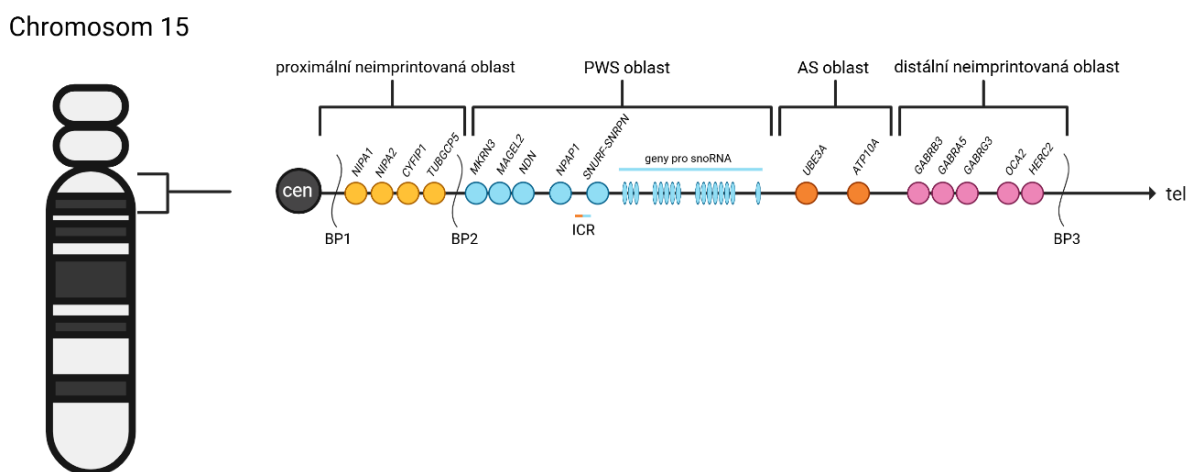 Chromosom 15
proximální neimprintovaná oblast
PWS oblast
AS oblast
distální neimprintovaná oblast
cen
NIPA1
NIPA2
CYFIP1
TUBGCP5
MKRN3
MAGEL2
NDN
NPAP1
SNURF-SNRPN
geny pro snoRNA
UBE3A
ATP10A
GABRB3
GABRA5
GABRG3
OCA2
HERC2
tel
BP1
BP2
ICR
BP3